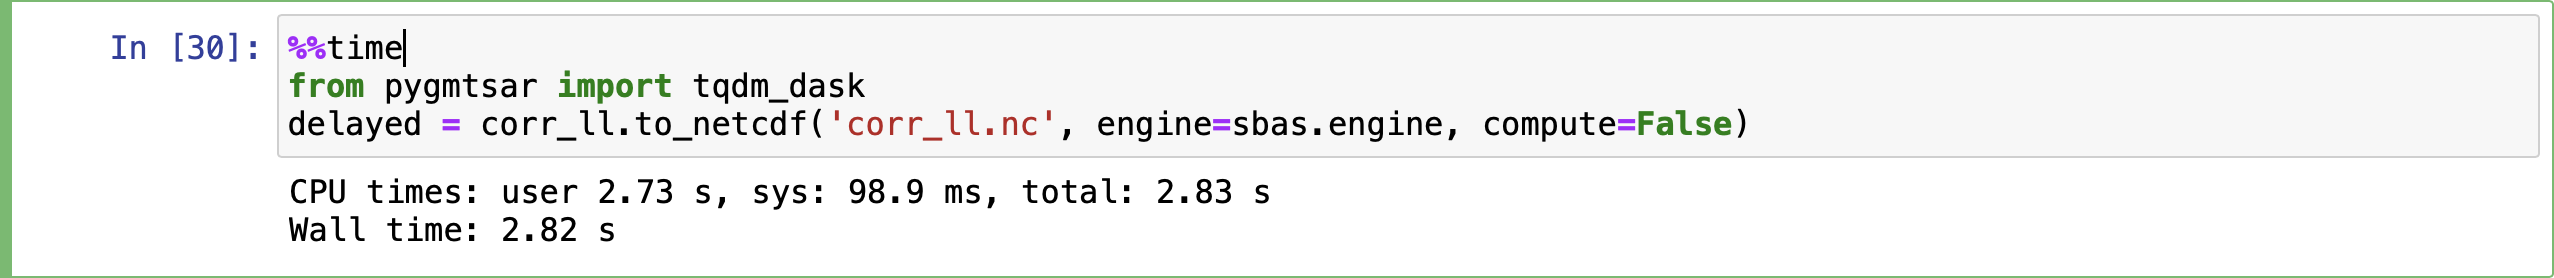 In [30]: %%time
from pygmtsar import tqdm_dask
delayed = corr_ll.to_netcdf('corr_ll.nc', engine=sbas.engine, compute=False)
CPU times: user 2.73 s, sys: 98.9 ms, total: 2.83 s
Wall time: 2.82 s